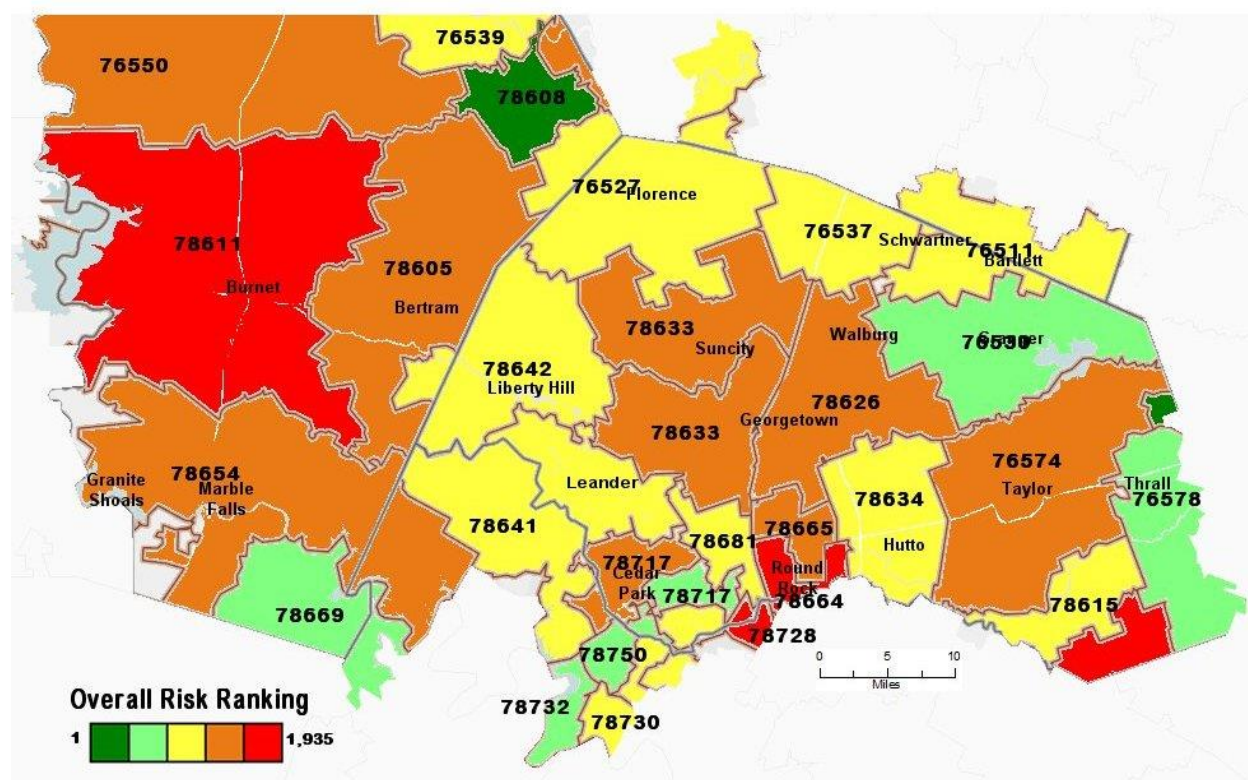 76539
76550
78608
76527
Florence
76537
Schwartner
76511
Bartlett
78611
Burnet
78605
Bertram
78633
Suncity
Walburg
Granger
78642
Liberty Hill
78626
Georgetown
78633
78654
Granite
Shoals
Marble
Falls
Leander
76574
Taylor
Thrall
76578
78634
Hutto
78641
78665
78681
78717
Cedar
Park
78717
Round
Rock
78664
78728
78615
78669
78750
78732
78730
0 5 10
Miles
Overall Risk Ranking
1 1,935